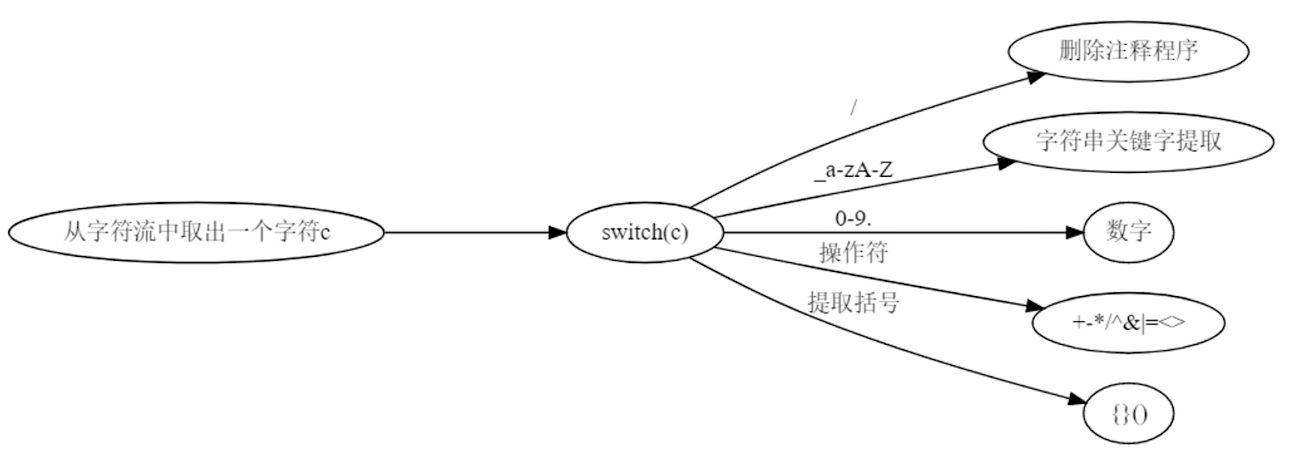 删除注释程序
/
字符串关键字提取
_a-zA-Z
0-9.
从字符流中取出一个字符c
switch(c)
数字
操作符
提取括号
+-*/^&|=<>
{}()